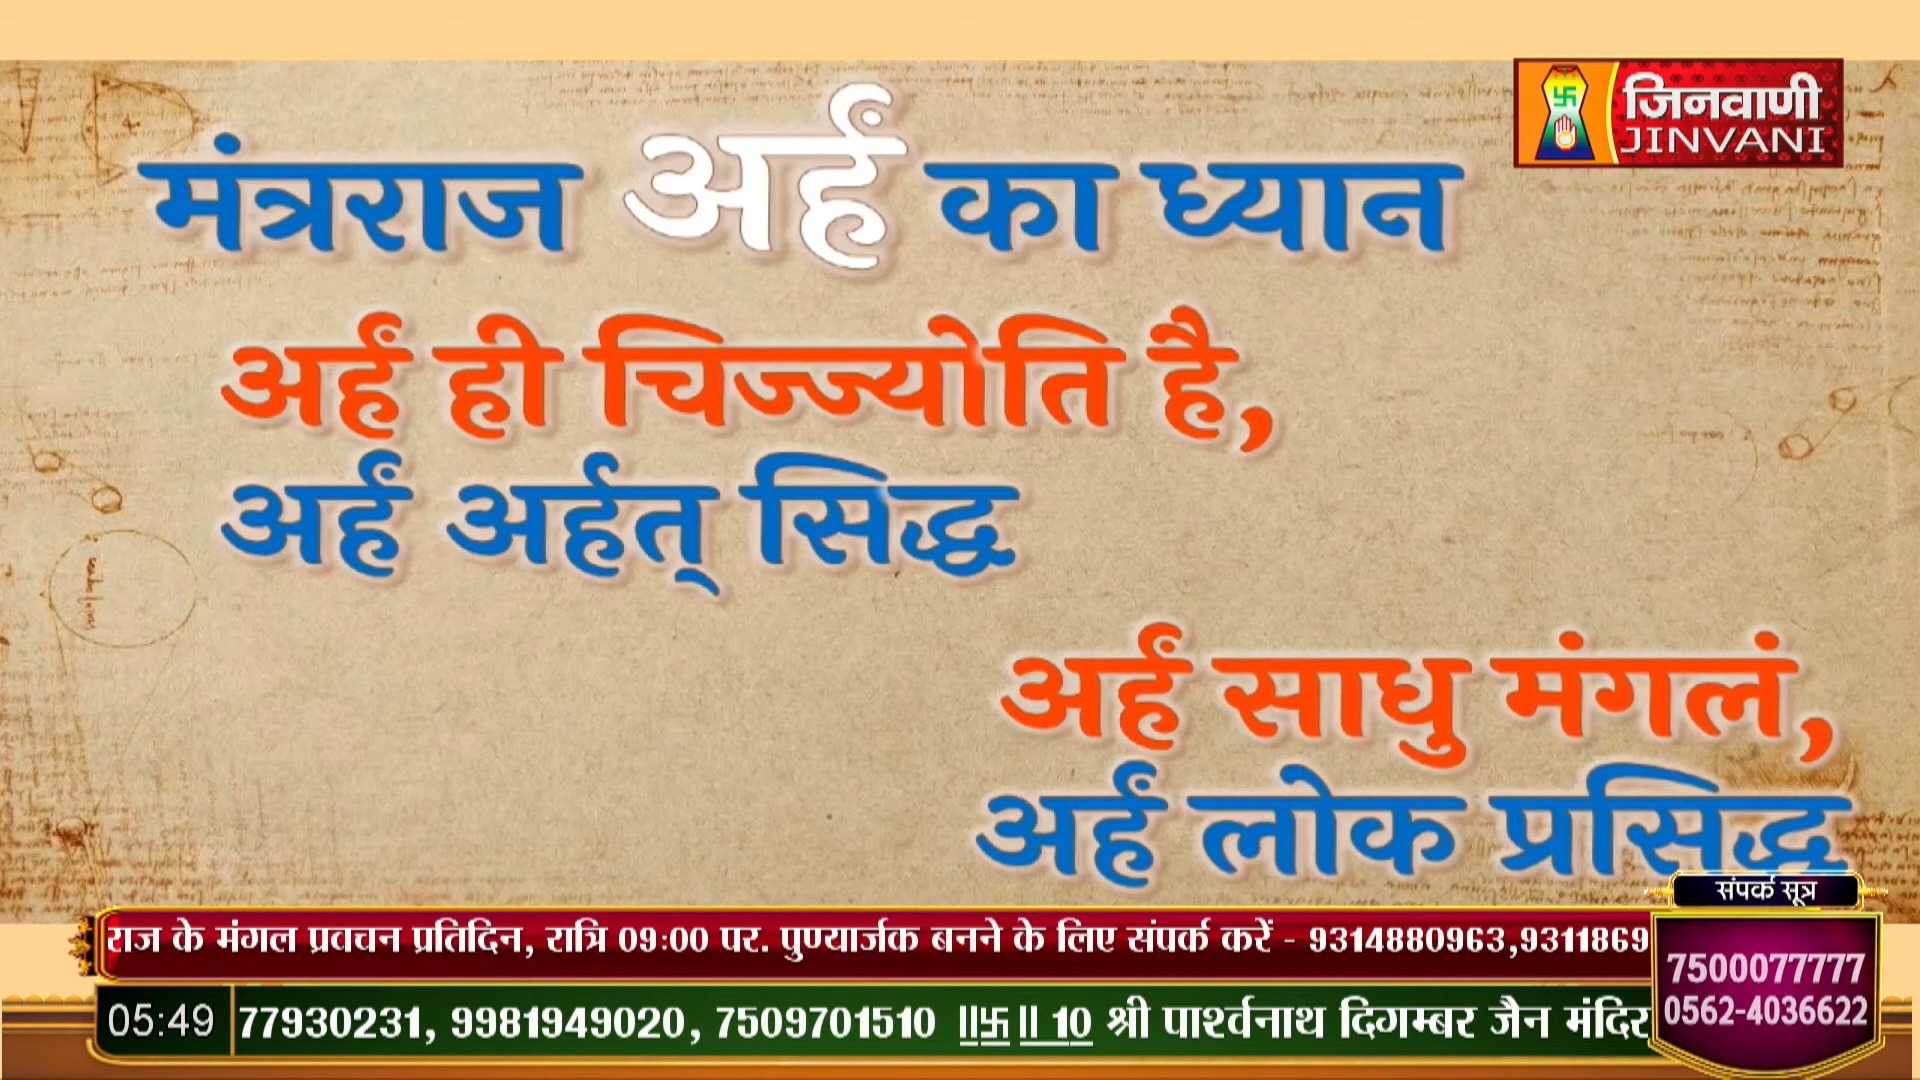 जिनवाणी
JINVANI
मंत्रराज अर्हं का ध्यान
अर्हं ही चिज्ज्योति है,
अर्हं अर्हत् सिद्ध
अर्हं साधु मंगलं,
अर्हं लोक प्रसिद्ध
संपर्क सूत्र
राज के मंगल प्रवचन प्रतिदिन, रात्रि 09:00 पर. पुण्यार्जक बनने के लिए संपर्क करें - 9314880963,9311869
7500077777
0562-4036622
05:49 77930231, 9981949020, 7509701510 ||卐|| 10 श्री पार्श्वनाथ दिगम्बर जैन मंदिर